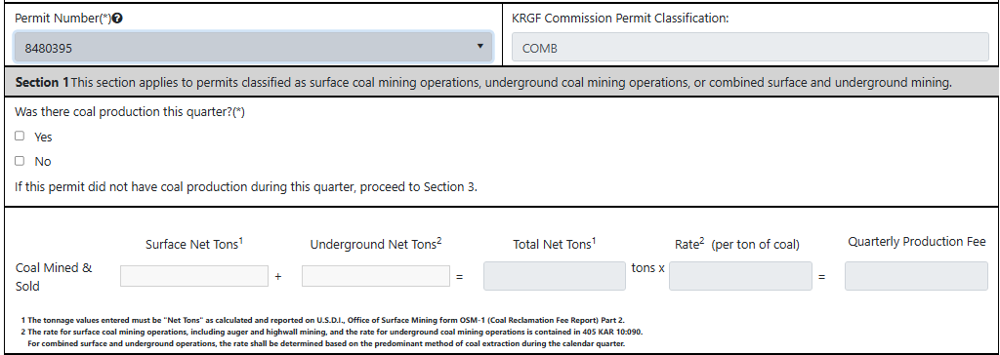 Permit Number(*)
KRGF Commission Permit Classification:
8480395
COMB
Section 1 This section applies to permits classified as surface coal mining operations, underground coal mining operations, or combined surface and underground mining.
Was there coal production this quarter?(*)
Yes
No
If this permit did not have coal production during this quarter, proceed to Section 3.
Surface Net Tons¹
Underground Net Tons²
Total Net Tons¹
Rate² (per ton of coal)
Quarterly Production Fee
Coal Mined &
Sold
+
=
tons x
=
1 The tonnage values entered must be "Net Tons" as calculated and reported on U.S.D.I., Office of Surface Mining form OSM-1 (Coal Reclamation Fee Report) Part 2.
2 The rate for surface coal mining operations, including auger and highwall mining, and the rate for underground coal mining operations is contained in 405 KAR 10:090.
For combined surface and underground operations, the rate shall be determined based on the predominant method of coal extraction during the calendar quarter.